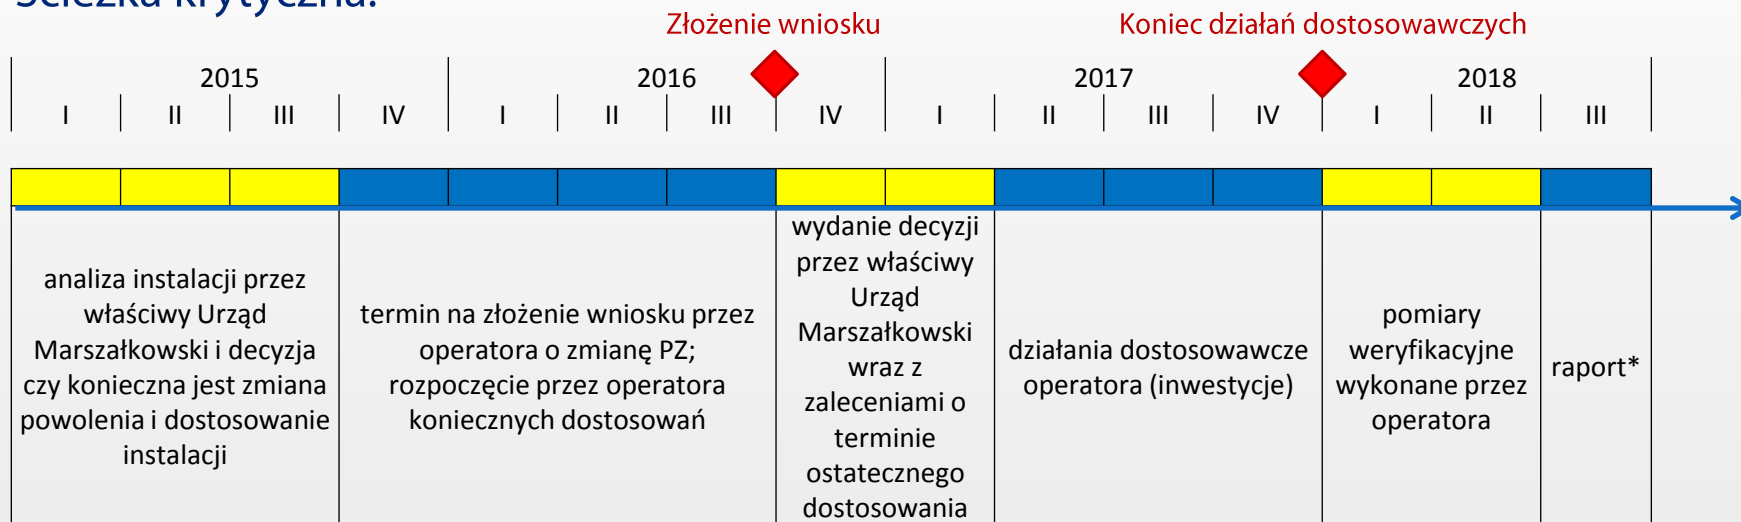 Ścieżka krytyczna:
Złożenie wniosku
Koniec działań dostosowawczych
2015
2016
2017
2018
I II III IV I II III IV I II III IV I II III
analiza instalacji przez
właściwy Urząd
Marszałkowski i decyzja
czy konieczna jest zmiana
powolenia i dostosowanie
instalacji
termin na złożenie wniosku przez
operatora o zmianę PZ;
rozpoczęcie przez operatora
koniecznych dostosowań
wydanie decyzji
przez właściwy
Urząd
Marszałkowski
wraz z
zaleceniami o
terminie
ostatecznego
dostosowania
działania dostosowawcze
operatora (inwestycje)
pomiary
weryfikacyjne
wykonane przez
operatora
raport*